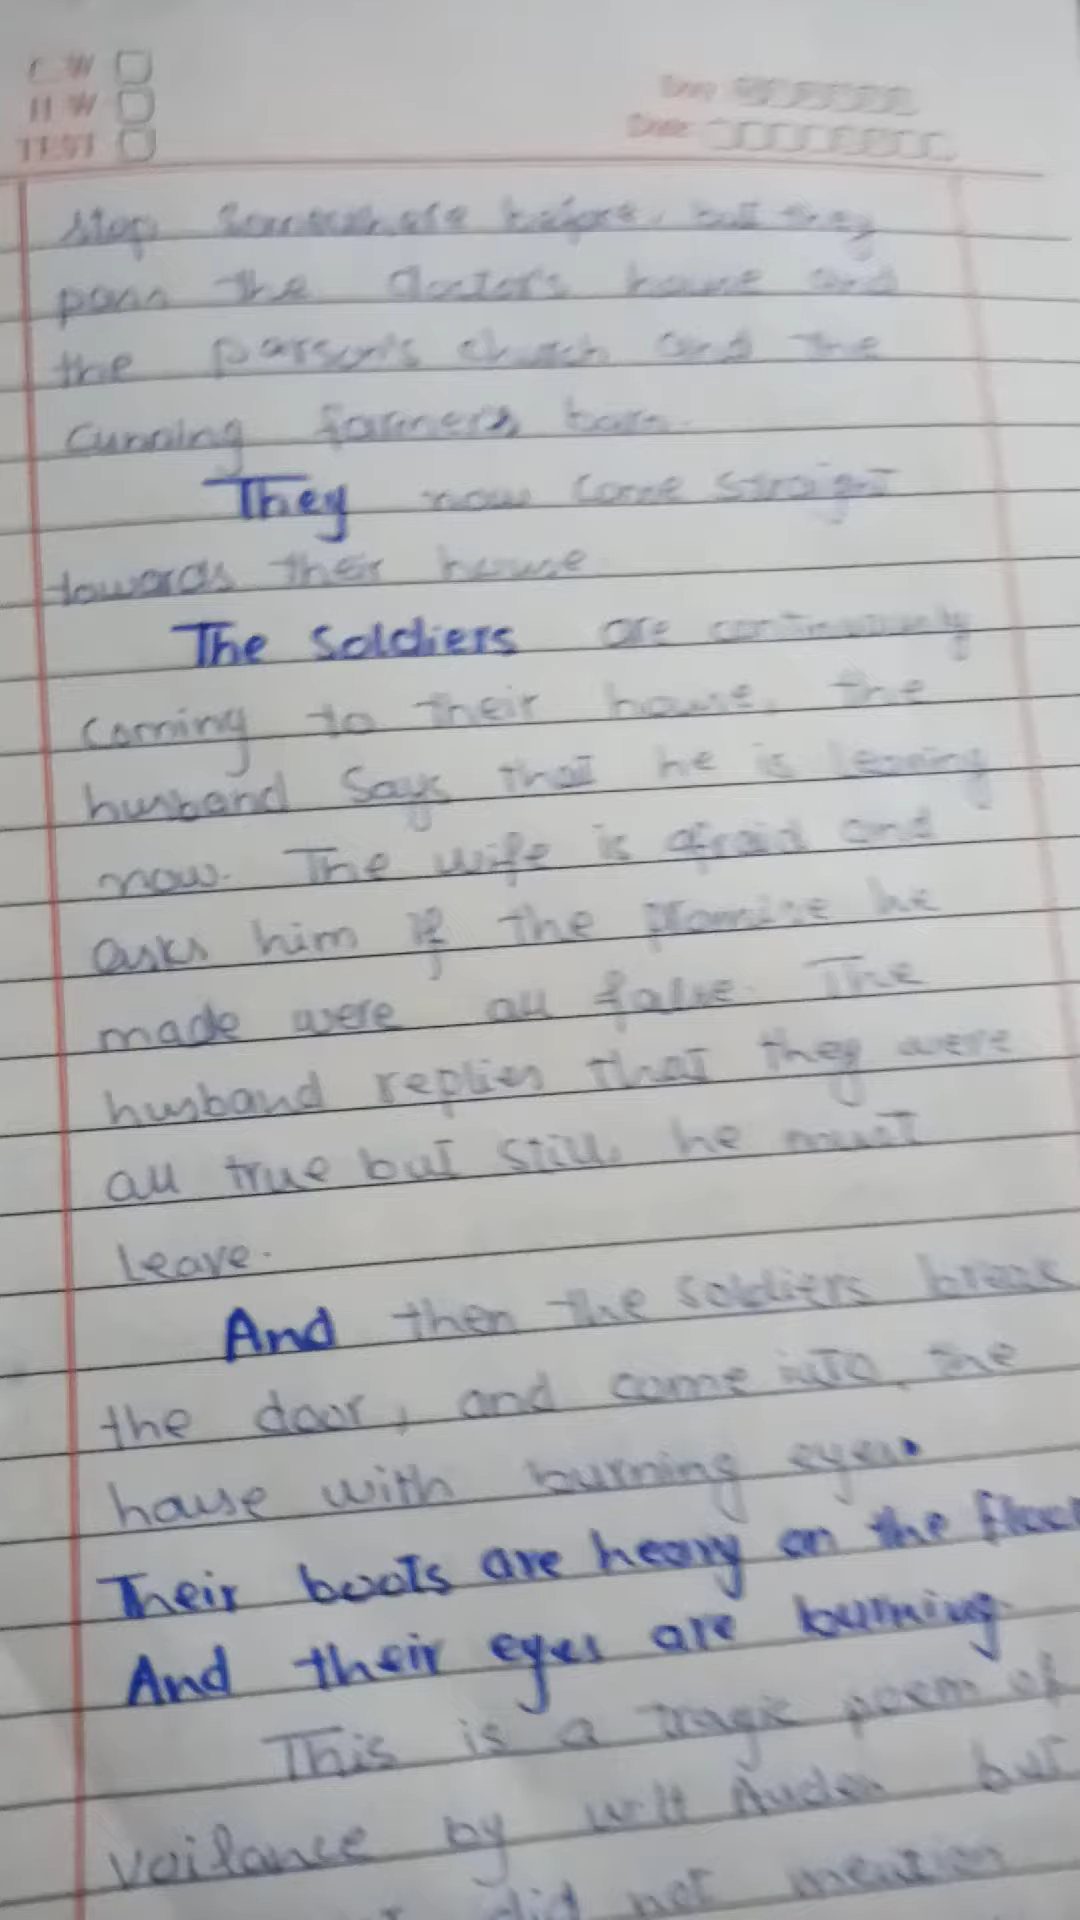 C W
H W
TEST
Date
stop somewhere before, but they
pass the doctor's house and
the parson's church and the
cunning farmers barn.
They now come straight
towards their house
The Soldiers are continuously
coming to their house, the
husband Says that he is leaving
now. The wife is afraid and
asks him if the promise he
made were all false. The
husband replies that they were
all true but still he must
leave.
And then the soldiers break
the door, and come into the
house with burning eyes.
Their boots are heavy on the floor
And their eyes are burning.
This is a tragic poem of
voilance by Auden but
did not mention